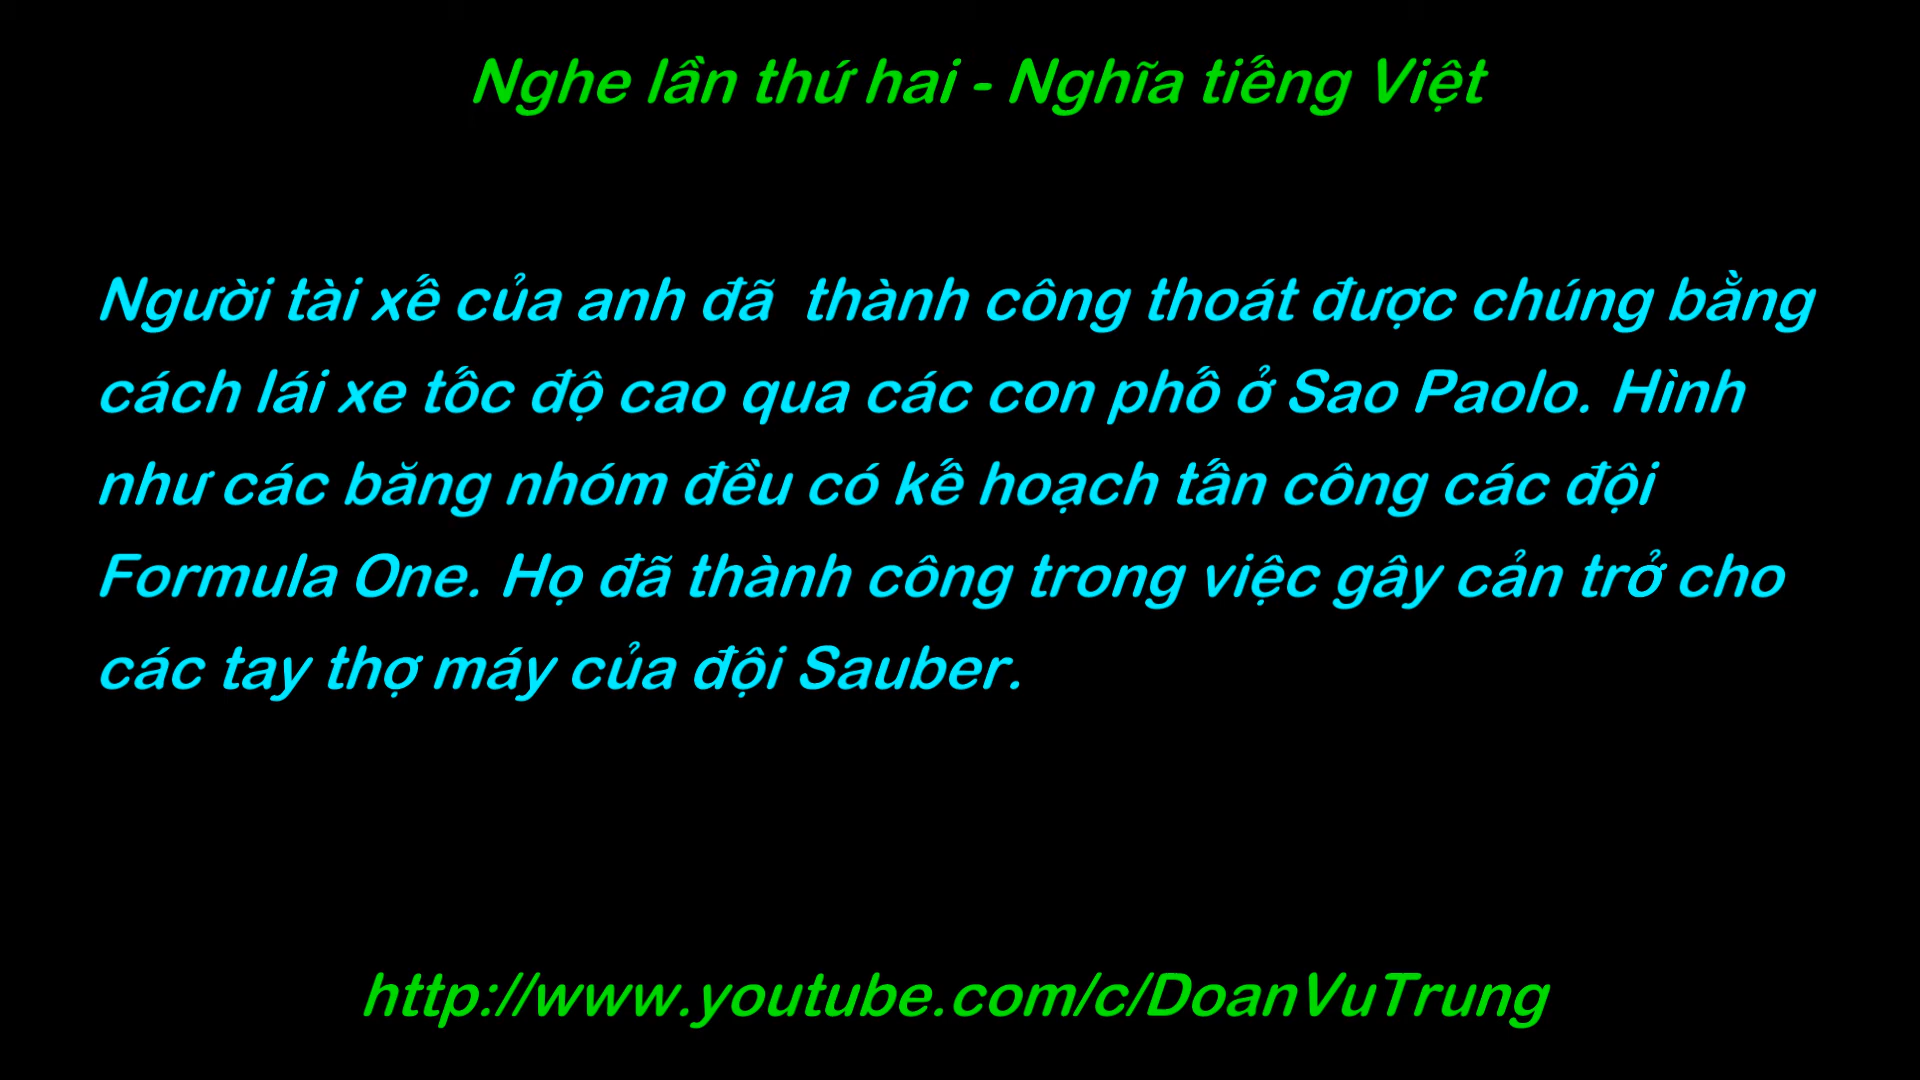 Nghe lần thứ hai - Nghĩa tiếng Việt
Người tài xế của anh đã  thành công thoát được chúng bằng
cách lái xe tốc độ cao qua các con phố ở Sao Paolo. Hình
như các băng nhóm đều có kế hoạch tấn công các đội
Formula One. Họ đã thành công trong việc gây cản trở cho
các tay thợ máy của đội Sauber.
http://www.youtube.com/c/DoanVuTrung